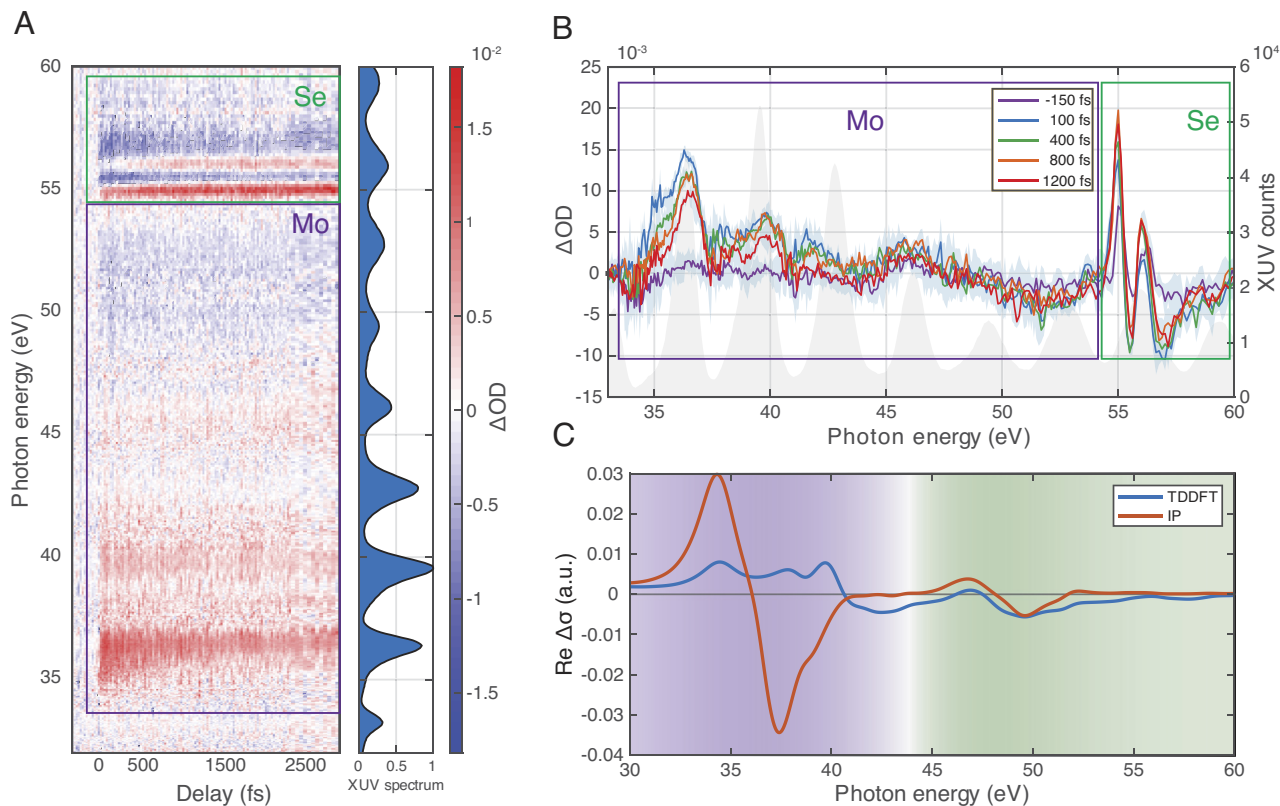 A
10-2
60
55
50
45
40
35
Photon energy (eV)
Se
Mo
0 500 1500 2500
Delay (fs)
0 0.5 1
XUV spectrum
1.5
1
0.5
0
-0.5
-1
-1.5
ΔOD
B
10-3
6 104
25
20
15
10
5
0
-5
-10
-15
ΔOD
Mo
Se
-150 fs
100 fs
400 fs
800 fs
1200 fs
5
4
3
2
1
0
XUV counts
35 40 45 50 55 60
Photon energy (eV)
C
0.03
0.02
0.01
0
-0.01
-0.02
-0.03
-0.04
Re Δσ (a.u.)
TDDFT
IP
30 35 40 45 50 55 60
Photon energy (eV)